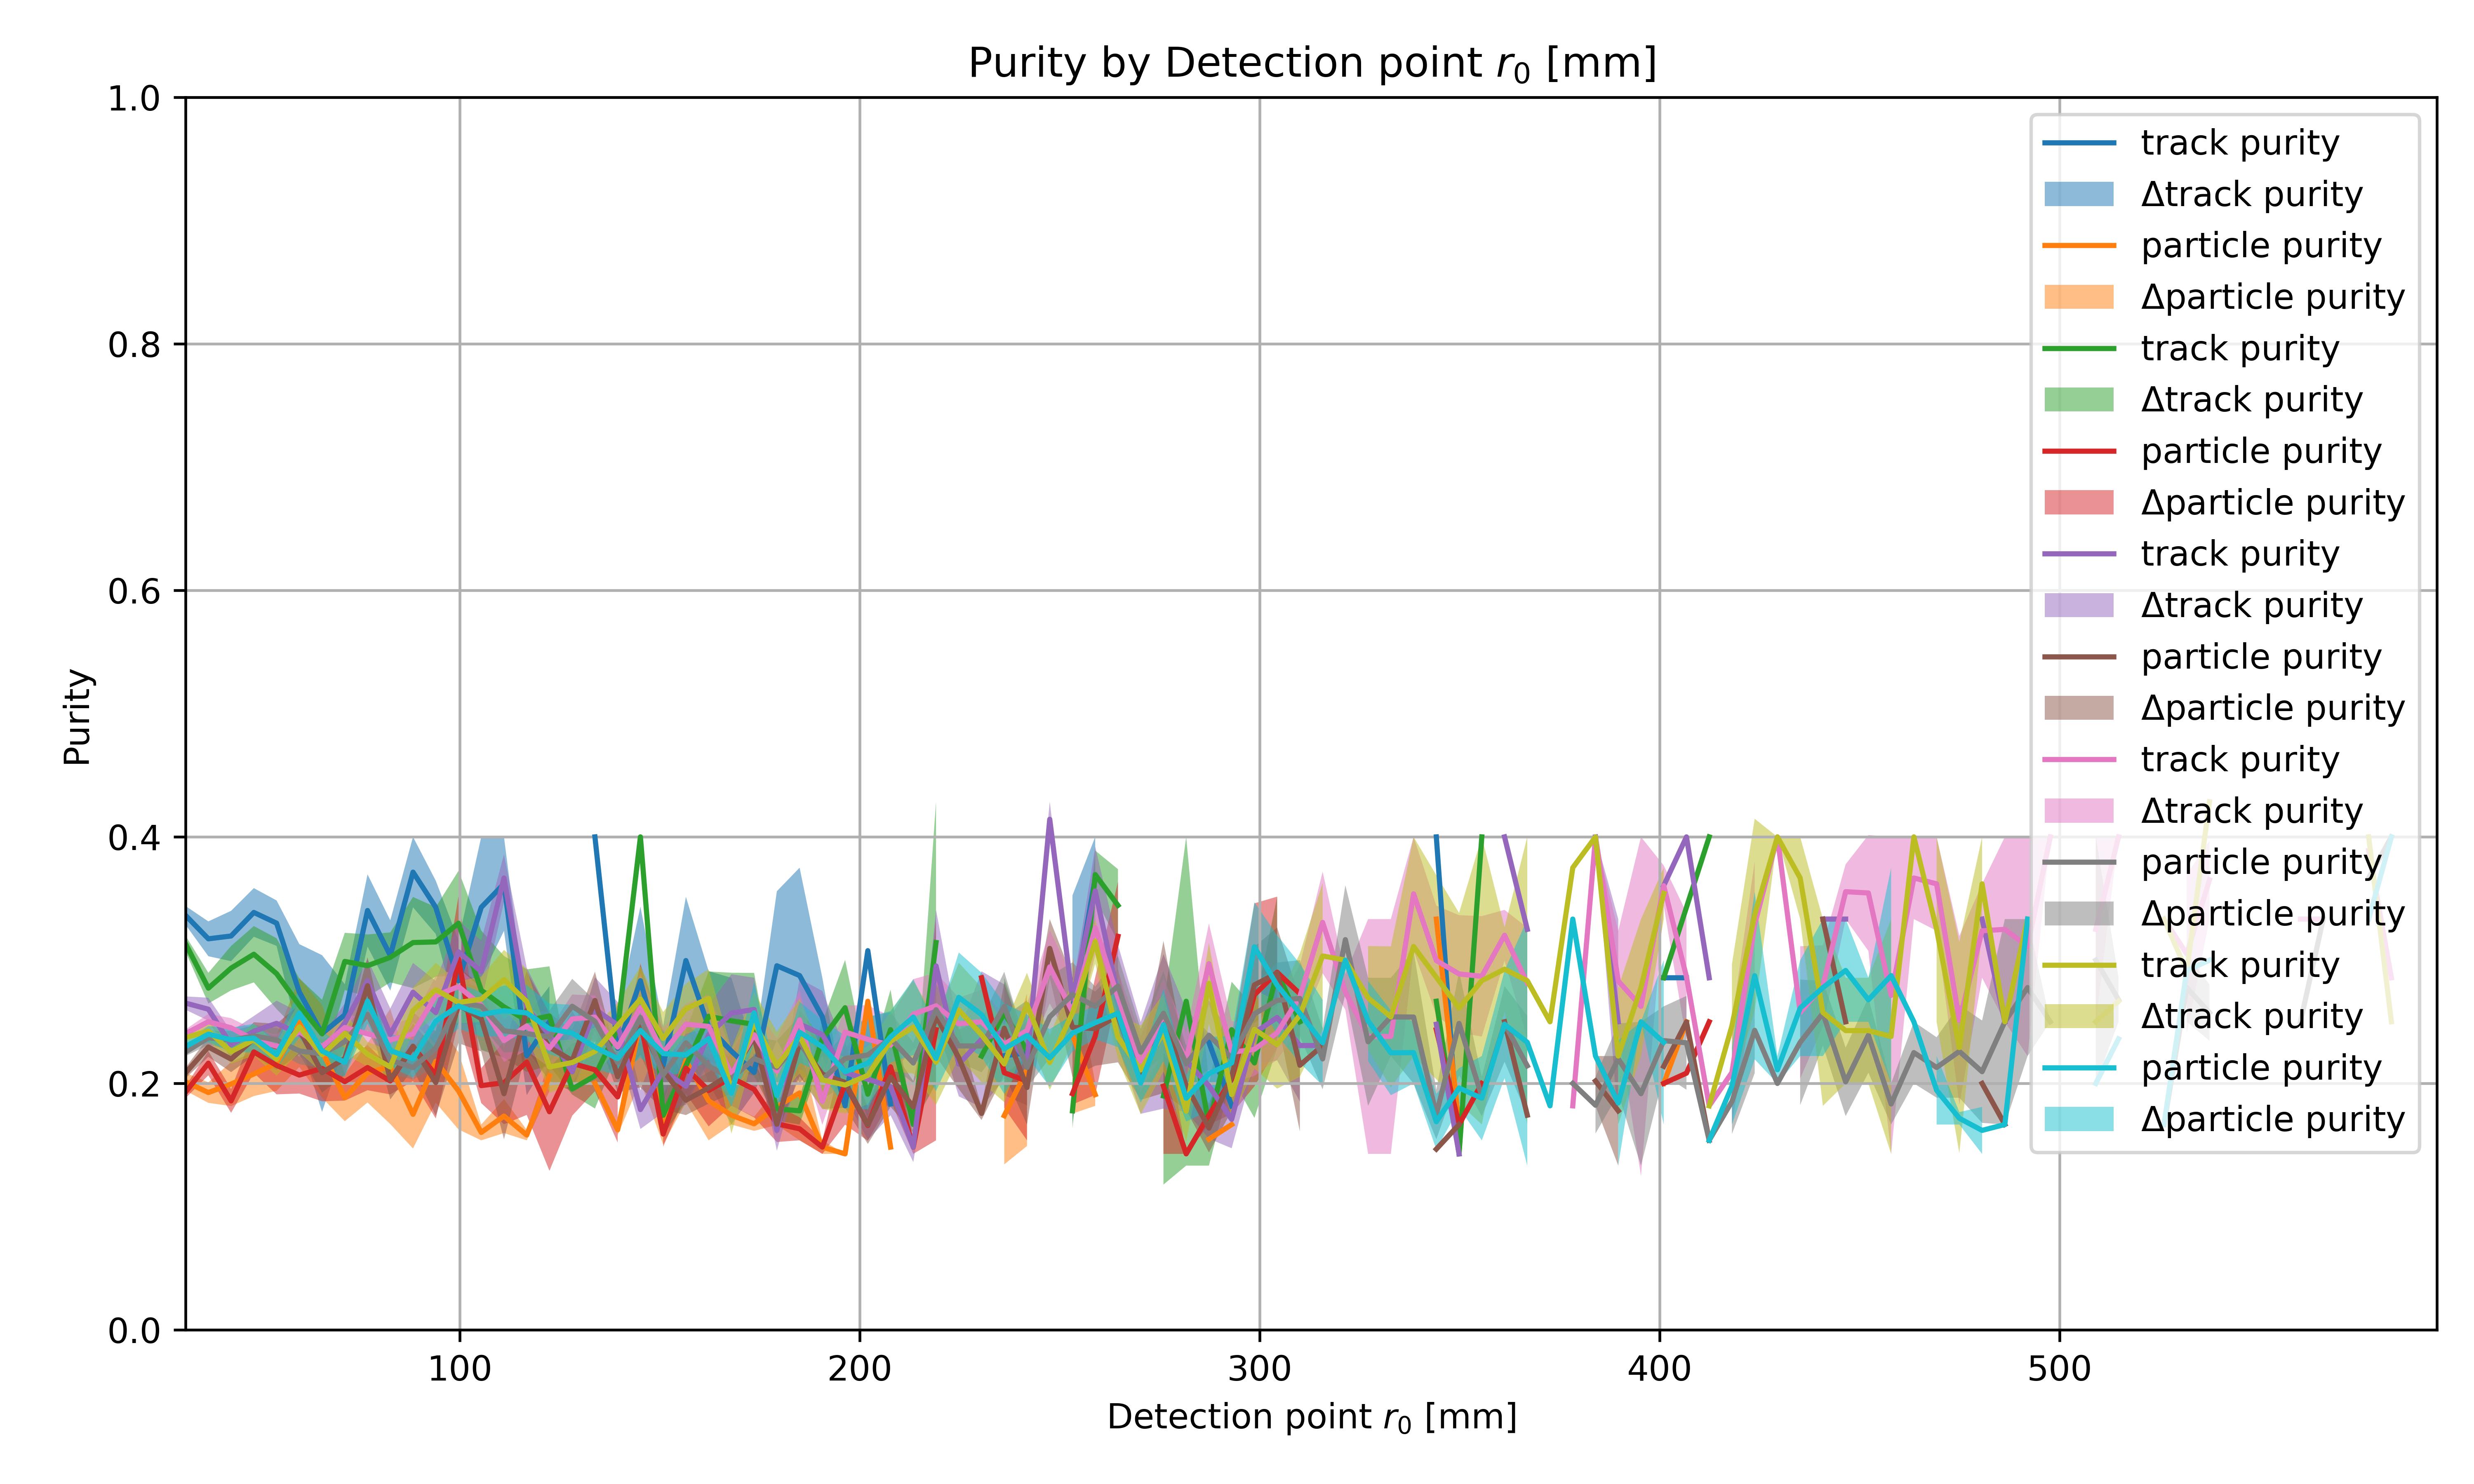 Purity by Detection point r₀ [mm]
1.0
0.8
0.6
0.4
0.2
0.0
Purity
100
200
300
400
500
Detection point r₀ [mm]
track purity
Δtrack purity
particle purity
Δparticle purity
track purity
Δtrack purity
particle purity
Δparticle purity
track purity
Δtrack purity
particle purity
Δparticle purity
track purity
Δtrack purity
particle purity
Δparticle purity
track purity
Δtrack purity
particle purity
Δparticle purity